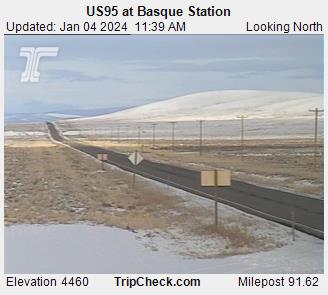 US95 at Basque Station
Updated: Jan 04 2024 11:39 AM Looking North
Elevation 4460 TripCheck.com Milepost 91.62